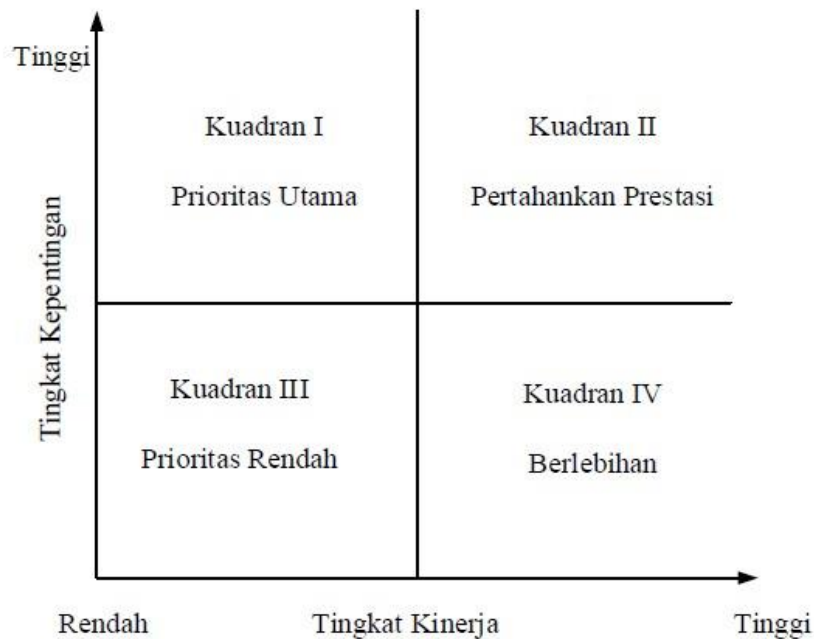 Tinggi
Kuadran I
Prioritas Utama
Kuadran II
Pertahankan Prestasi
Tingkat Kepentingan
Kuadran III
Prioritas Rendah
Kuadran IV
Berlebihan
Rendah
Tingkat Kinerja
Tinggi